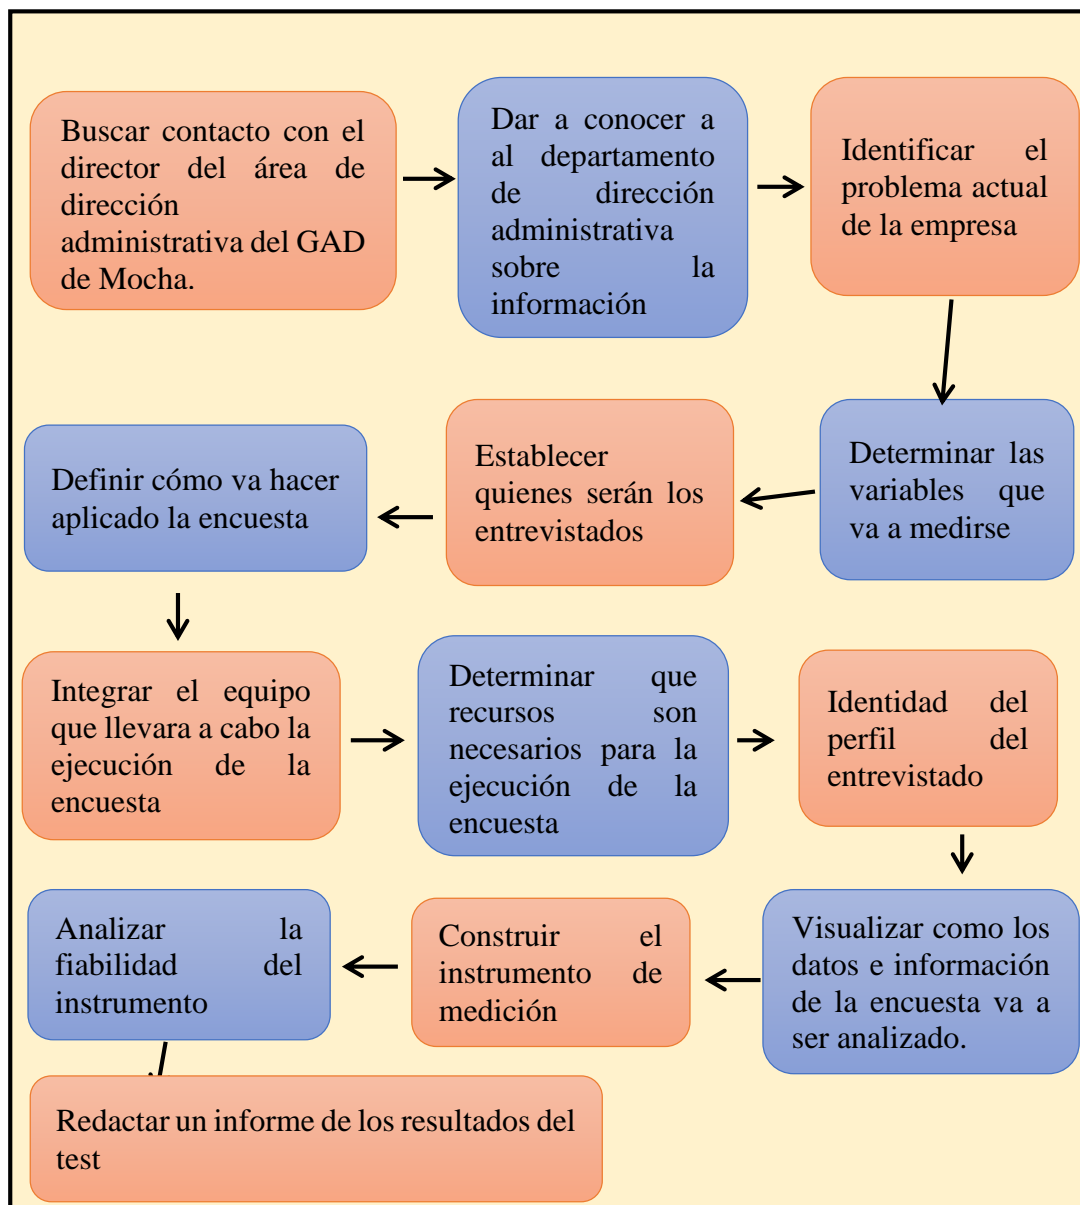 Buscar contacto con el
director del área de
dirección
administrativa del GAD
de Mocha.
Dar a conocer a
al departamento
de dirección
administrativa
sobre la
información
Identificar el
problema actual
de la empresa
Determinar las
variables que
va a medirse
Establecer
quienes serán los
entrevistados
Definir cómo va hacer
aplicado la encuesta
Integrar el equipo
que llevara a cabo la
ejecución de la
encuesta
Determinar que
recursos son
necesarios para la
ejecución de la
encuesta
Identidad del
perfil del
entrevistado
Visualizar como los
datos e información
de la encuesta va a
ser analizado.
Construir el
instrumento de
medición
Analizar la
fiabilidad del
instrumento
Redactar un informe de los resultados del
test